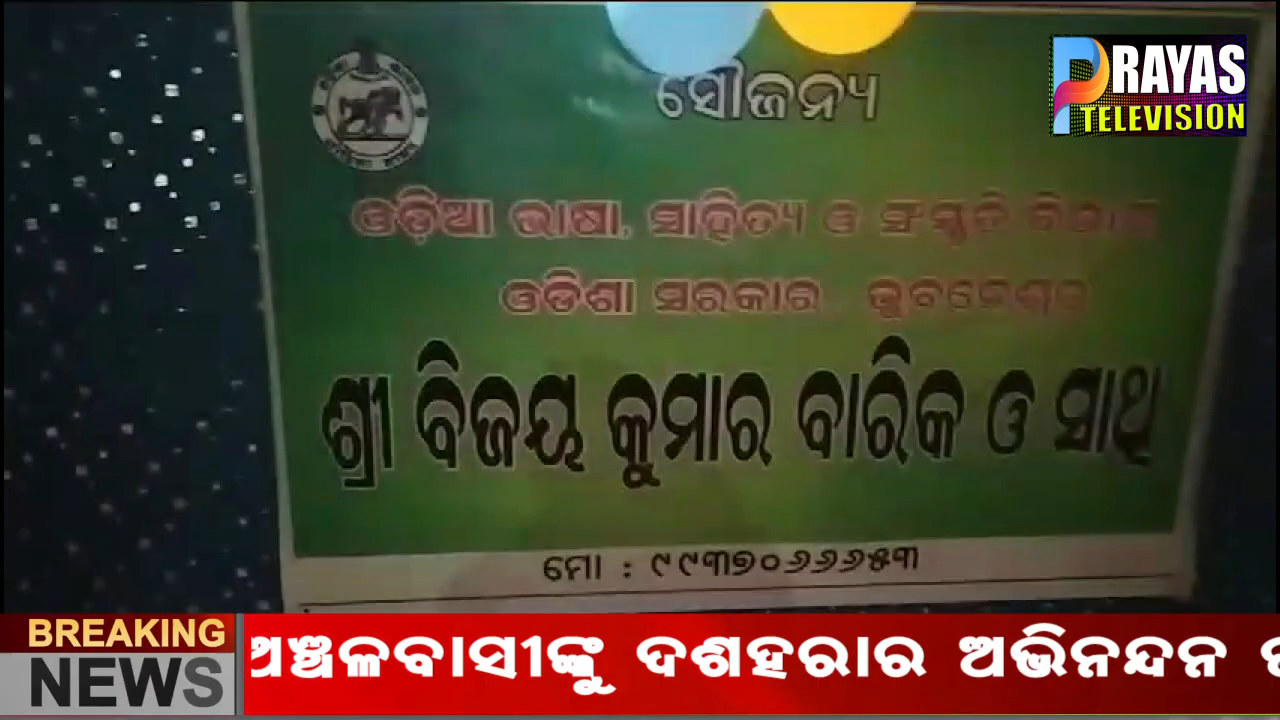 ସୌଜନ୍ୟ
PRAYAS
TELEVISION
ଓଡ଼ିଆ ଭାଷା, ସାହିତ୍ୟ ଓ ସଂସ୍କୃତି ବିଭାଗ
ଓଡିଶା ସରକାର, ଭୁବନେଶ୍ୱର
ଶ୍ରୀ ବିଜୟ କୁମାର ବାରିକ ଓ ସାଥି
ମୋ : ୯୯୩୭୦୬୬୬୫୩
BREAKING
NEWS
ଅଞ୍ଚଳବାସୀଙ୍କୁ ଦଶହରାର ଅଭିନନ୍ଦନ